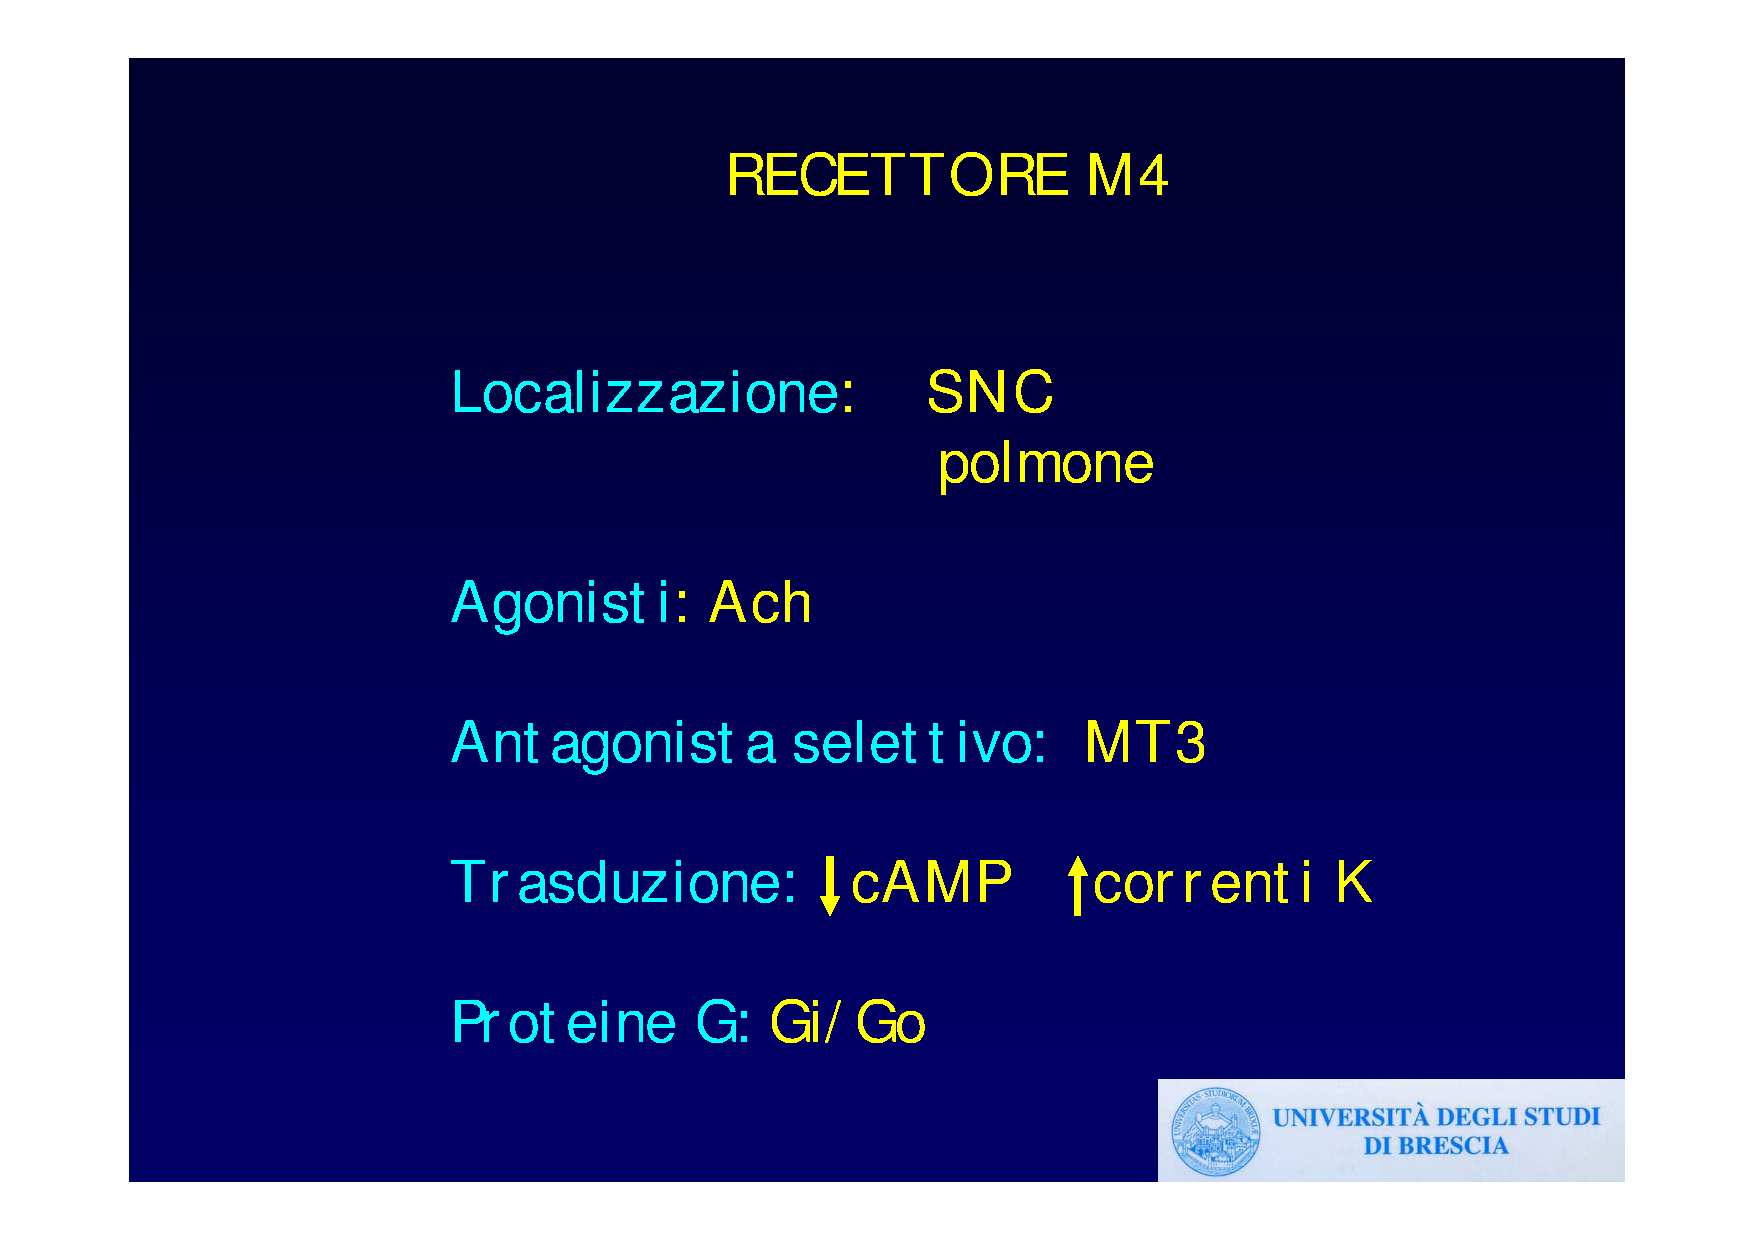 RECETTORE M4
Localizzazione: SNC
polmone
Agonisti: Ach
Antagonista selettivo: MT3
Trasduzione: ↓cAMP ↑correnti K
Proteine G: Gi/Go
UNIVERSITÀ DEGLI STUDI
DI BRESCIA